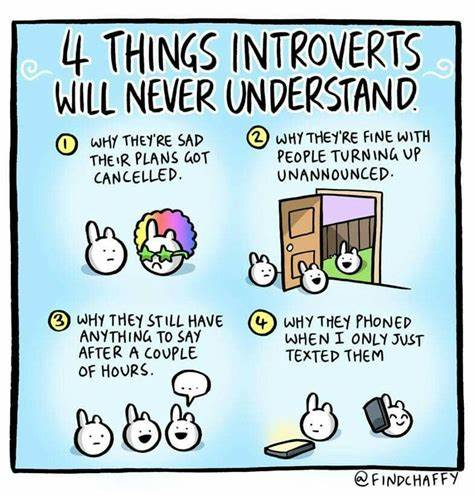 4 THINGS INTROVERTS
WILL NEVER UNDERSTAND.
1 WHY THEY'RE SAD
THEIR PLANS GOT
CANCELLED.
2 WHY THEY'RE FINE WITH
PEOPLE TURNING UP
UNANNOUNCED.
3 WHY THEY STILL HAVE
ANYTHING TO SAY
AFTER A COUPLE
OF HOURS.
...
4 WHY THEY PHONED
WHEN I ONLY JUST
TEXTED THEM
@FINDCHAFFY